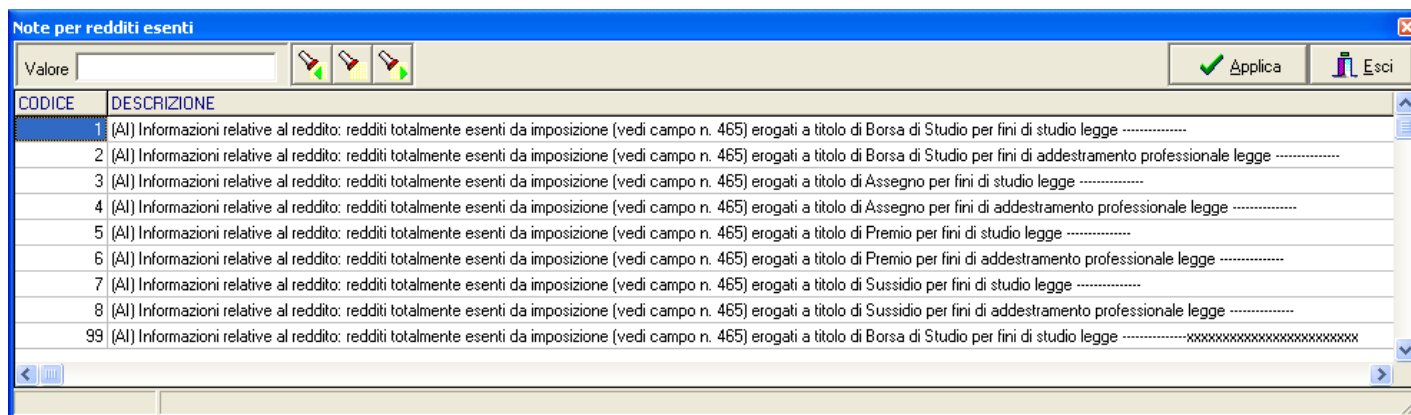 Note per redditi esenti
Valore
Applica
Esci
CODICE DESCRIZIONE
1 (AI) Informazioni relative al reddito: redditi totalmente esenti da imposizione (vedi campo n. 465) erogati a titolo di Borsa di Studio per fini di studio legge ---------------
2 (AI) Informazioni relative al reddito: redditi totalmente esenti da imposizione (vedi campo n. 465) erogati a titolo di Borsa di Studio per fini di addestramento professionale legge ---------------
3 (AI) Informazioni relative al reddito: redditi totalmente esenti da imposizione (vedi campo n. 465) erogati a titolo di Assegno per fini di studio legge ---------------
4 (AI) Informazioni relative al reddito: redditi totalmente esenti da imposizione (vedi campo n. 465) erogati a titolo di Assegno per fini di addestramento professionale legge ---------------
5 (AI) Informazioni relative al reddito: redditi totalmente esenti da imposizione (vedi campo n. 465) erogati a titolo di Premio per fini di studio legge ---------------
6 (AI) Informazioni relative al reddito: redditi totalmente esenti da imposizione (vedi campo n. 465) erogati a titolo di Premio per fini di addestramento professionale legge ---------------
7 (AI) Informazioni relative al reddito: redditi totalmente esenti da imposizione (vedi campo n. 465) erogati a titolo di Sussidio per fini di studio legge ---------------
8 (AI) Informazioni relative al reddito: redditi totalmente esenti da imposizione (vedi campo n. 465) erogati a titolo di Sussidio per fini di addestramento professionale legge ---------------
99 (AI) Informazioni relative al reddito: redditi totalmente esenti da imposizione (vedi campo n. 465) erogati a titolo di Borsa di Studio per fini di studio legge ---------------xxxxxxxxxxxxxxxxxxxxxxxx